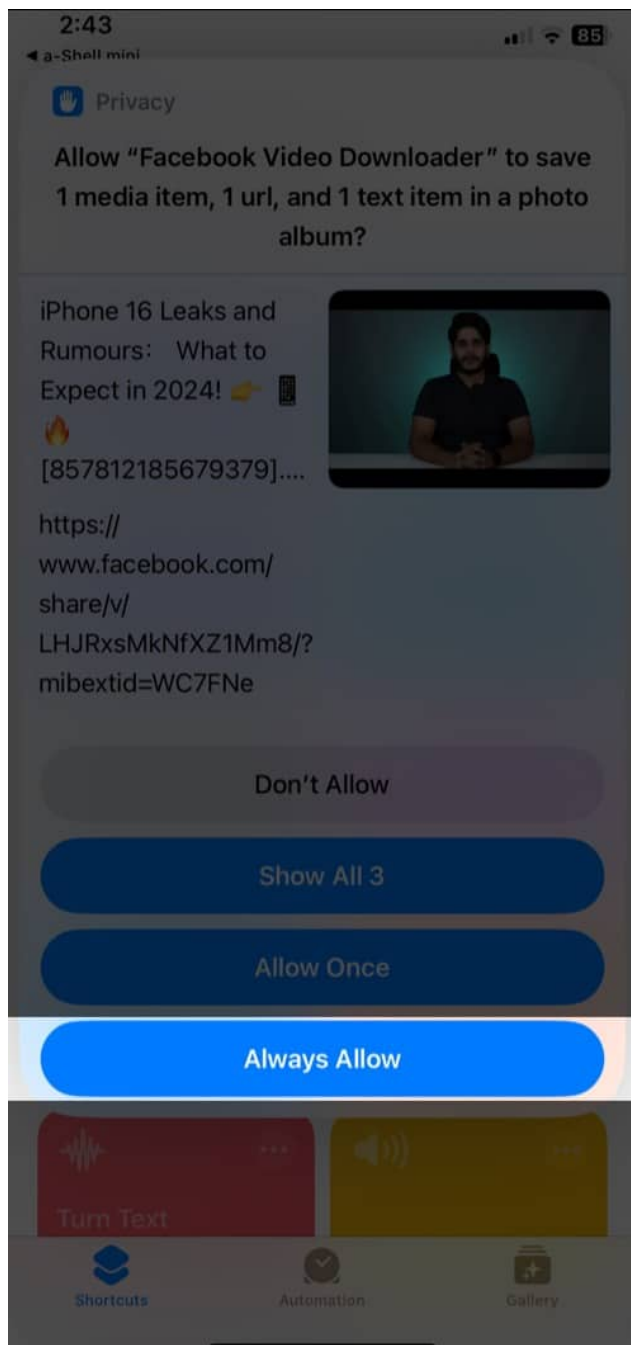 2:43
85
◀ a-Shell mini
Privacy
Allow “Facebook Video Downloader” to save
1 media item, 1 url, and 1 text item in a photo
album?
iPhone 16 Leaks and
Rumours： What to
Expect in 2024! 👉 📱
🔥
[857812185679379]....
https://
www.facebook.com/
share/v/
LHJRxsMkNfXZ1Mm8/?
mibextid=WC7FNe
Don’t Allow
Show All 3
Allow Once
Always Allow
Turn Text
Shortcuts
Automation
Gallery